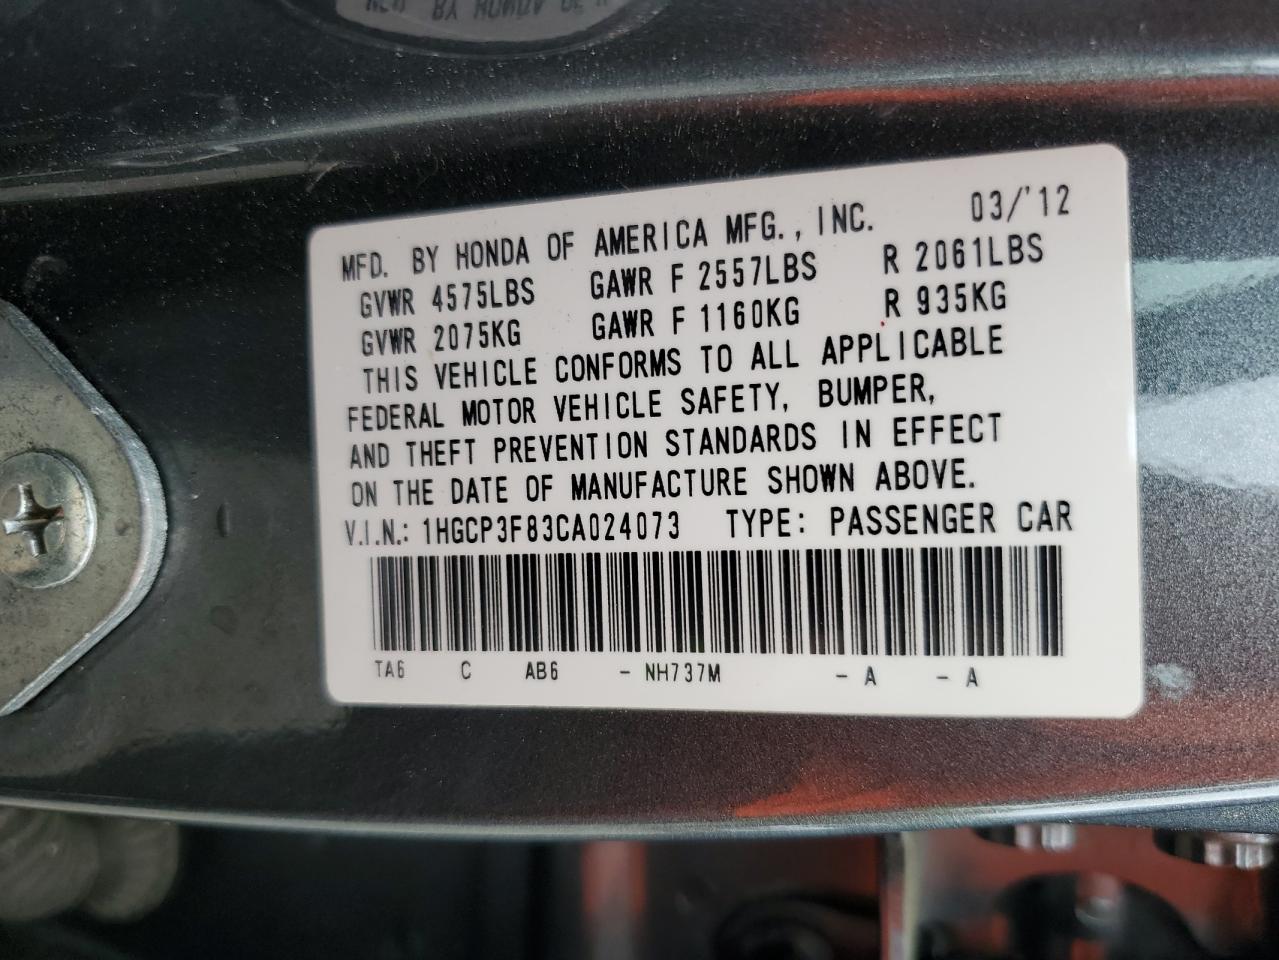 MFD. BY HONDA OF AMERICA MFG., INC. 03/'12
GVWR 4575LBS GAWR F 2557LBS R 2061LBS
GVWR 2075KG GAWR F 1160KG R 935KG
THIS VEHICLE CONFORMS TO ALL APPLICABLE
FEDERAL MOTOR VEHICLE SAFETY, BUMPER,
AND THEFT PREVENTION STANDARDS IN EFFECT
ON THE DATE OF MANUFACTURE SHOWN ABOVE.
V.I.N.: 1HGCP3F83CA024073 TYPE: PASSENGER CAR
TA6 C AB6 - NH737M - A - A